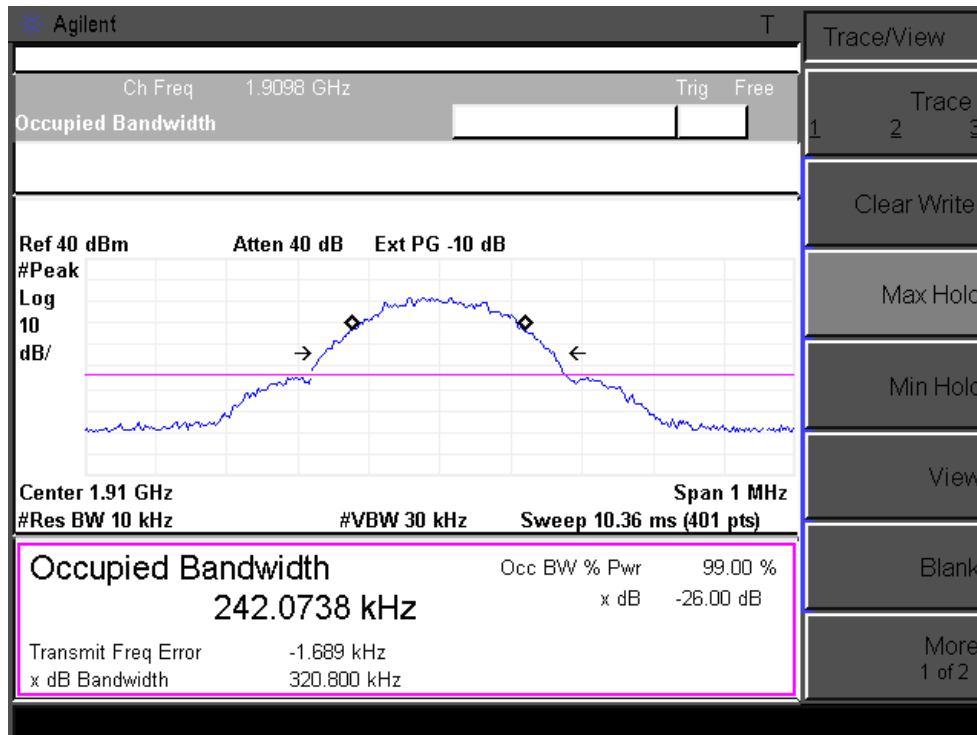 Agilent T
Ch Freq 1.9098 GHz Trig Free
Occupied Bandwidth
Ref 40 dBm Atten 40 dB Ext PG -10 dB
#Peak
Log
10
dB/
Center 1.91 GHz Span 1 MHz
#Res BW 10 kHz #VBW 30 kHz Sweep 10.36 ms (401 pts)
Occupied Bandwidth Occ BW % Pwr 99.00 %
242.0738 kHz x dB -26.00 dB
Transmit Freq Error -1.689 kHz
x dB Bandwidth 320.800 kHz
Trace/View
Trace
1 2 3
Clear Write
Max Hold
Min Hold
View
Blank
More
1 of 2